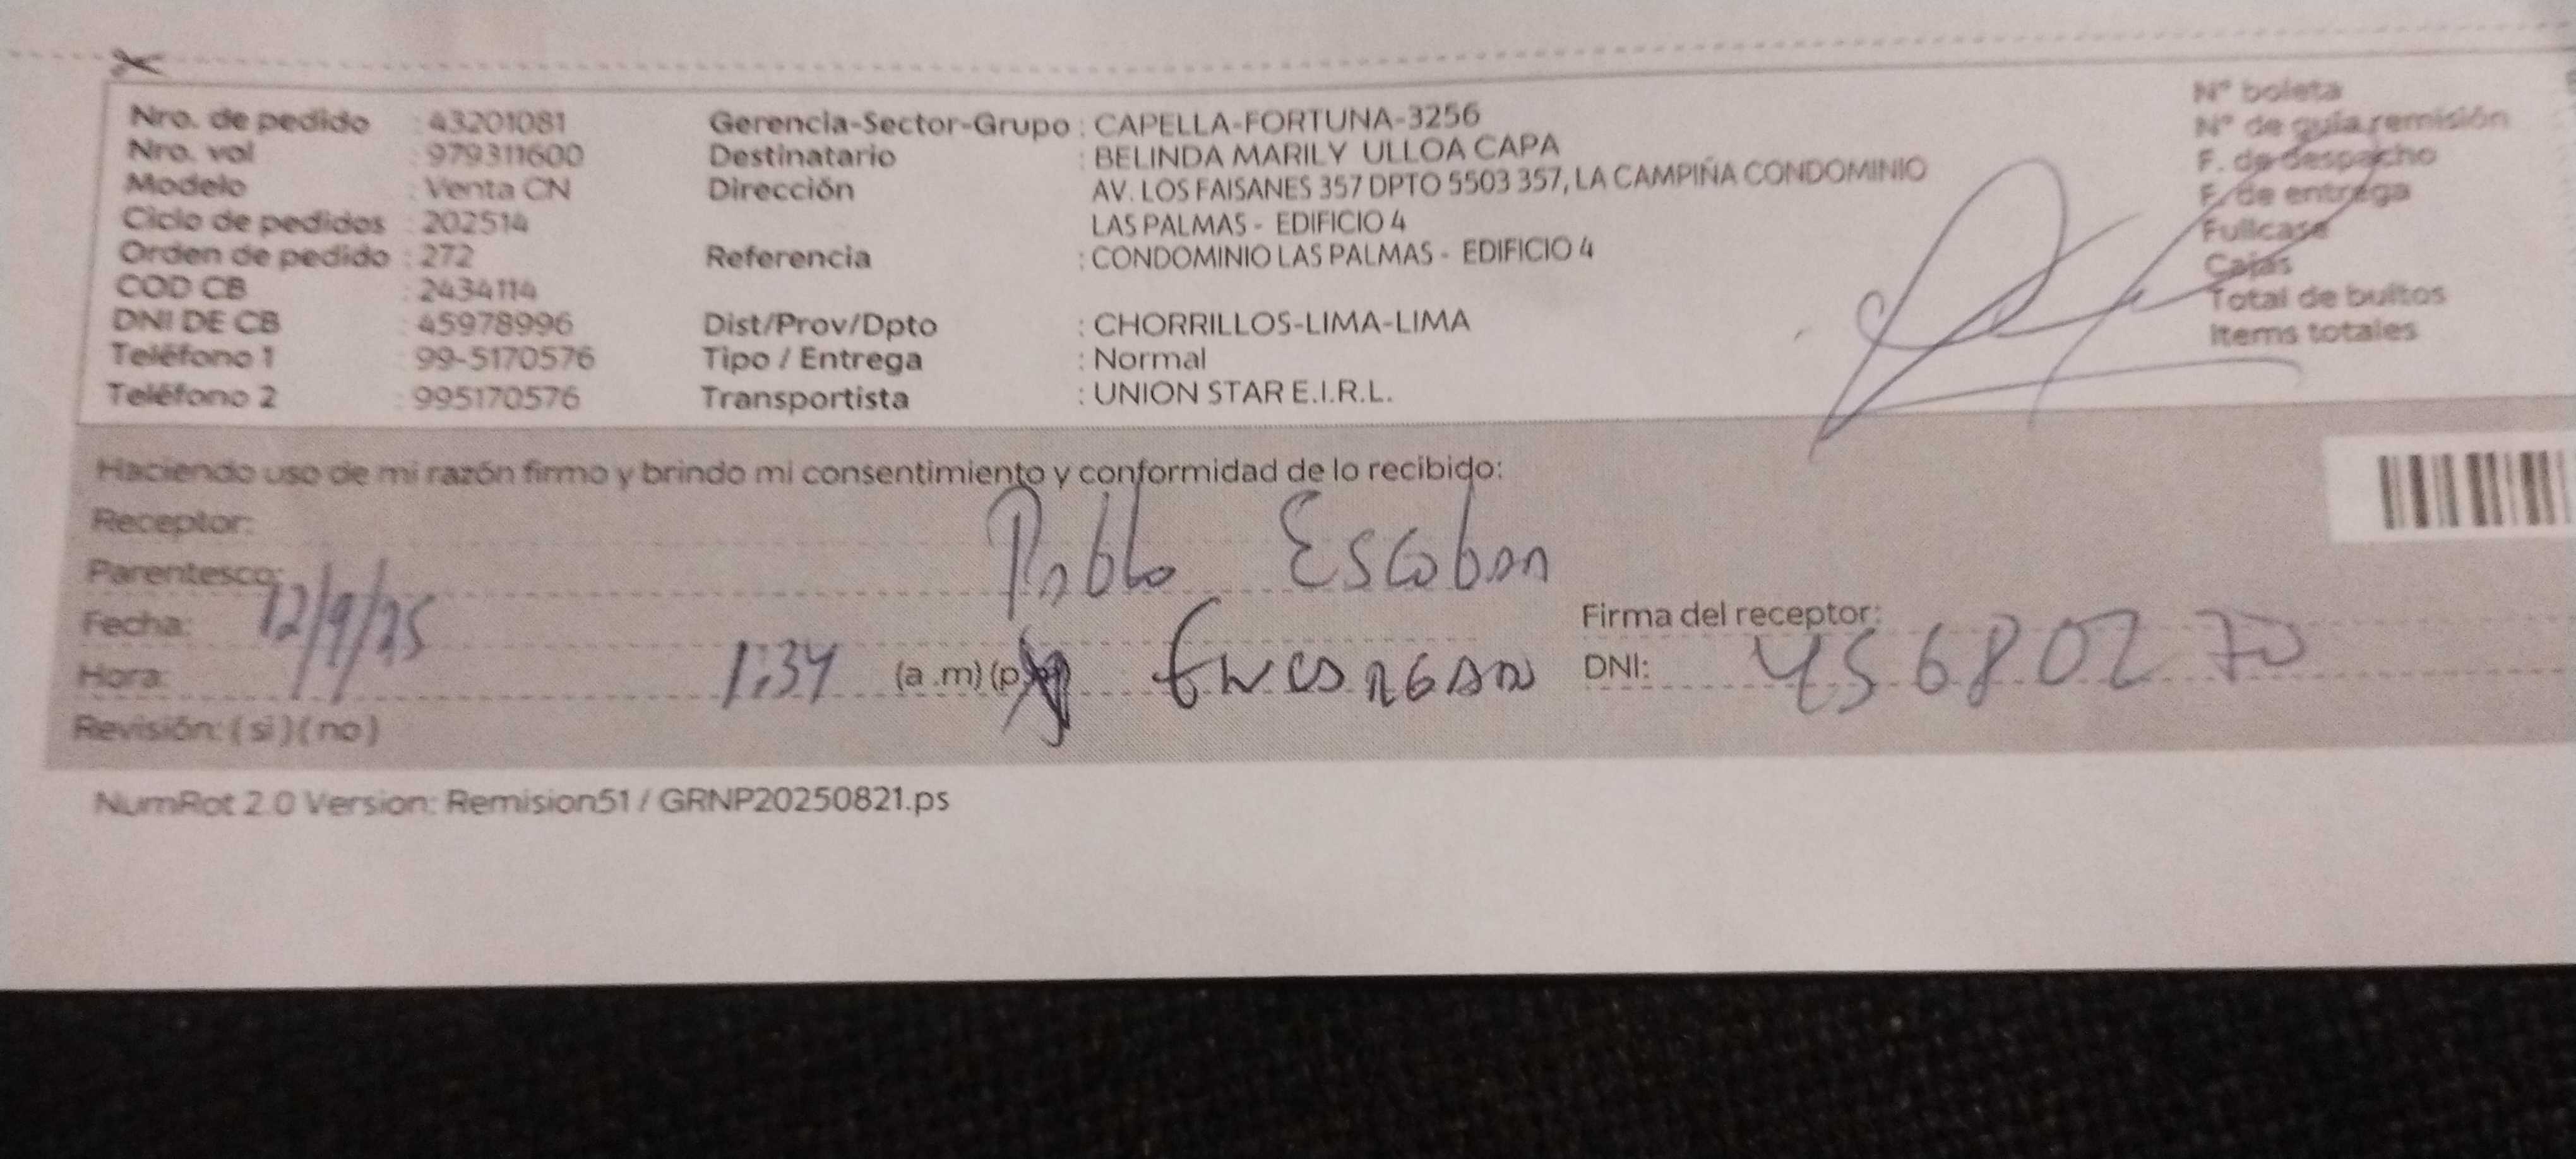 Nro. de pedido : 43201081 Gerencia-Sector-Grupo : CAPELLA-FORTUNA-3256 N° boleta
Nro. vol : 979311600 Destinatario : BELINDA MARILY ULLOA CAPA N° de guía remisión
Modelo : Venta CN Dirección AV. LOS FAISANES 357 DPTO 5503 357, LA CAMPIÑA CONDOMINIO F. de despacho
Ciclo de pedidos : 202514 LAS PALMAS - EDIFICIO 4 F. de entrega
Orden de pedido : 272 Referencia : CONDOMINIO LAS PALMAS - EDIFICIO 4 Fullcase
COD CB : 2434114 Cajas
DNI DE CB : 45978996 Dist/Prov/Dpto : CHORRILLOS-LIMA-LIMA Total de bultos
Teléfono 1 : 99-5170576 Tipo / Entrega : Normal Items totales
Teléfono 2 : 995170576 Transportista : UNION STAR E.I.R.L.
Haciendo uso de mi razón firmo y brindo mi consentimiento y conformidad de lo recibido:
Receptor: Pablo Escobar
Parentesco:
Fecha: 12/9/25 Firma del receptor:
Hora: 1:34 (a .m) (p DNI: 45680270
Revisión: ( si ) ( no )
NumRot 2.0 Version: Remision51 / GRNP20250821.ps